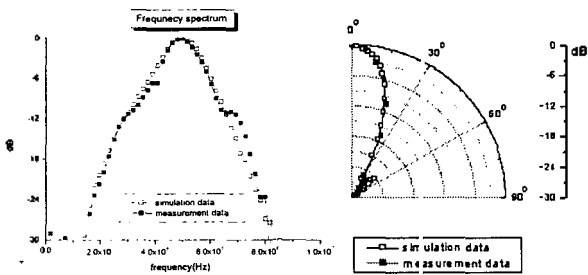 Frequnecy spectrum
0
-6
-12
-24
-30
dB
simulation data
measurement data
0.0
2.0x10
4.0x10
6.0x10
8.0x10
1.0x10
frequency(Hz)
0°
30°
60°
90°
dB
0
-6
-12
-18
-24
-30
simulation data
measurement data